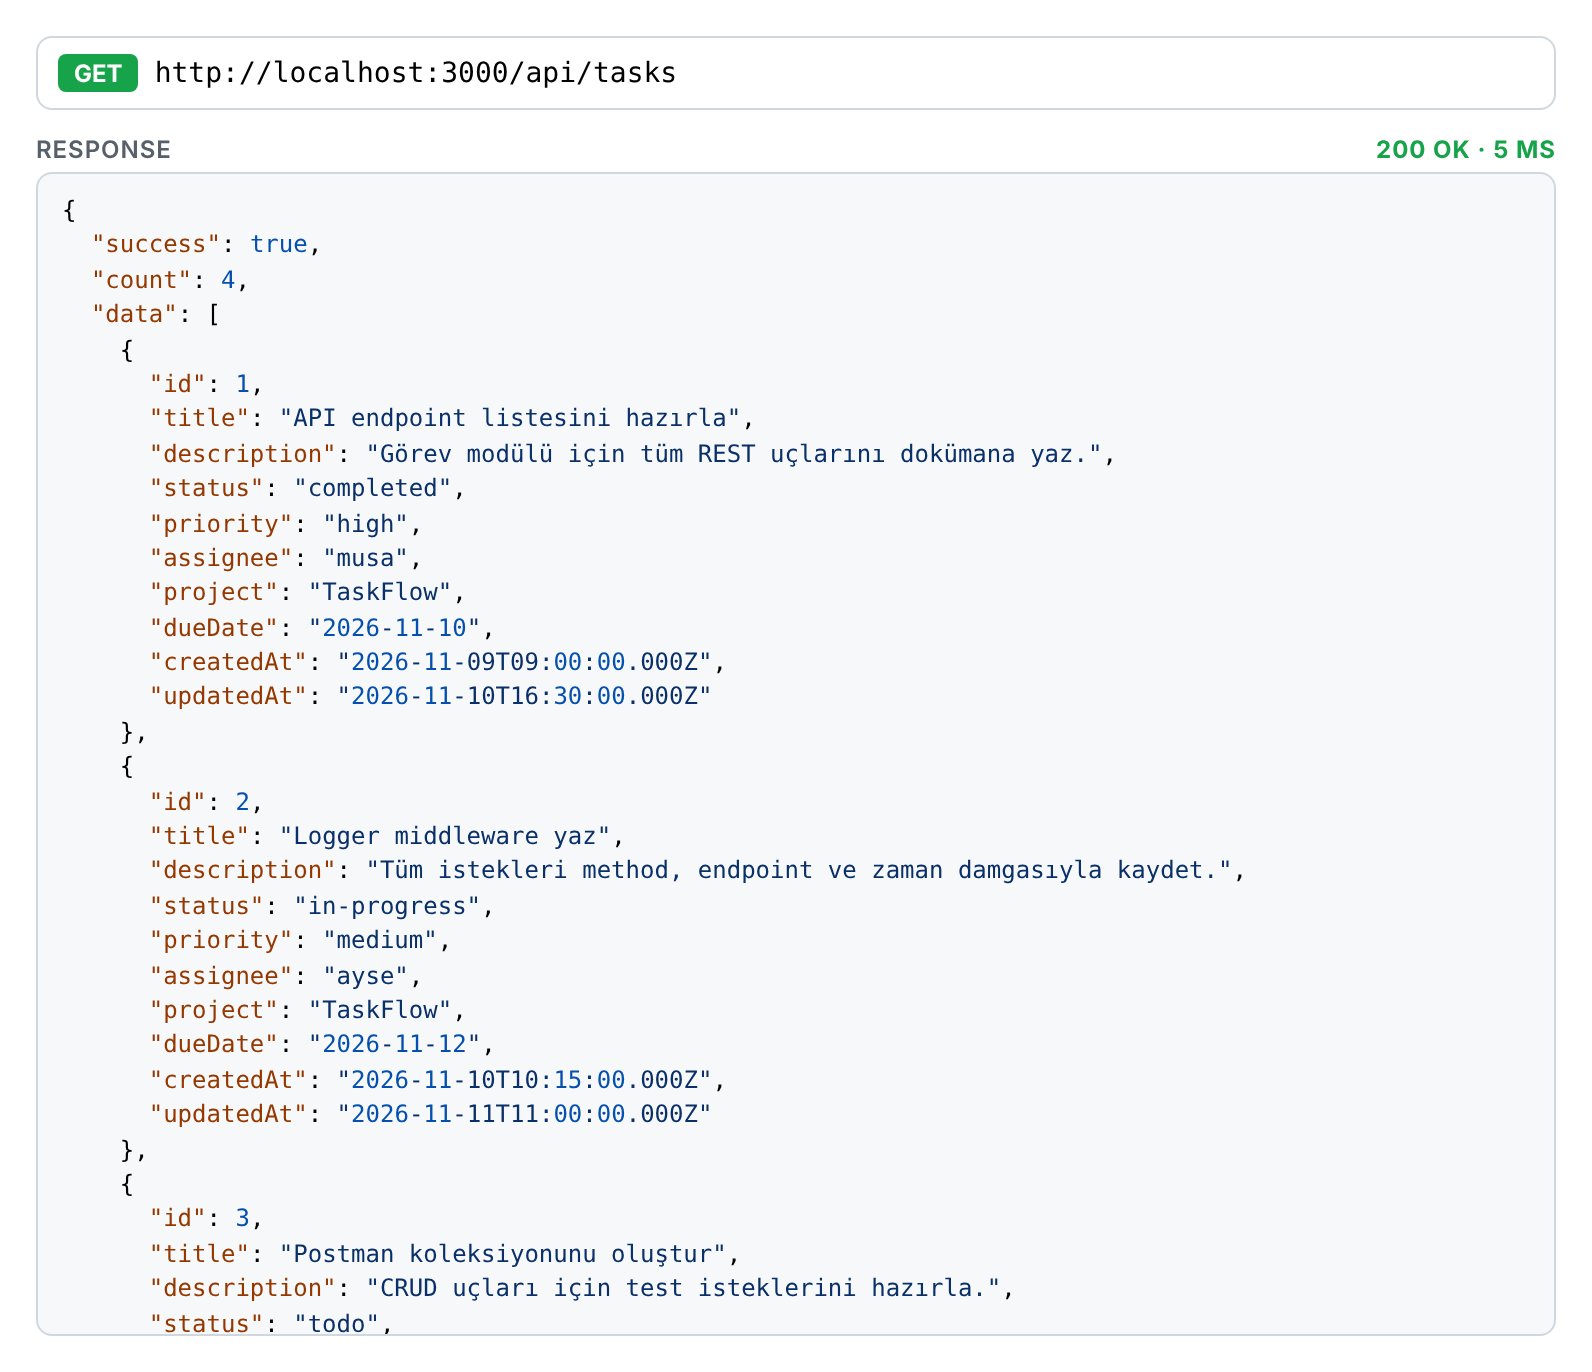 GET http://localhost:3000/api/tasks
RESPONSE 200 OK · 5 MS
{
  "success": true,
  "count": 4,
  "data": [
    {
      "id": 1,
      "title": "API endpoint listesini hazırla",
      "description": "Görev modülü için tüm REST uçlarını dokümana yaz.",
      "status": "completed",
      "priority": "high",
      "assignee": "musa",
      "project": "TaskFlow",
      "dueDate": "2026-11-10",
      "createdAt": "2026-11-09T09:00:00.000Z",
      "updatedAt": "2026-11-10T16:30:00.000Z"
    },
    {
      "id": 2,
      "title": "Logger middleware yaz",
      "description": "Tüm istekleri method, endpoint ve zaman damgasıyla kaydet.",
      "status": "in-progress",
      "priority": "medium",
      "assignee": "ayse",
      "project": "TaskFlow",
      "dueDate": "2026-11-12",
      "createdAt": "2026-11-10T10:15:00.000Z",
      "updatedAt": "2026-11-11T11:00:00.000Z"
    },
    {
      "id": 3,
      "title": "Postman koleksiyonunu oluştur",
      "description": "CRUD uçları için test isteklerini hazırla.",
      "status": "todo",